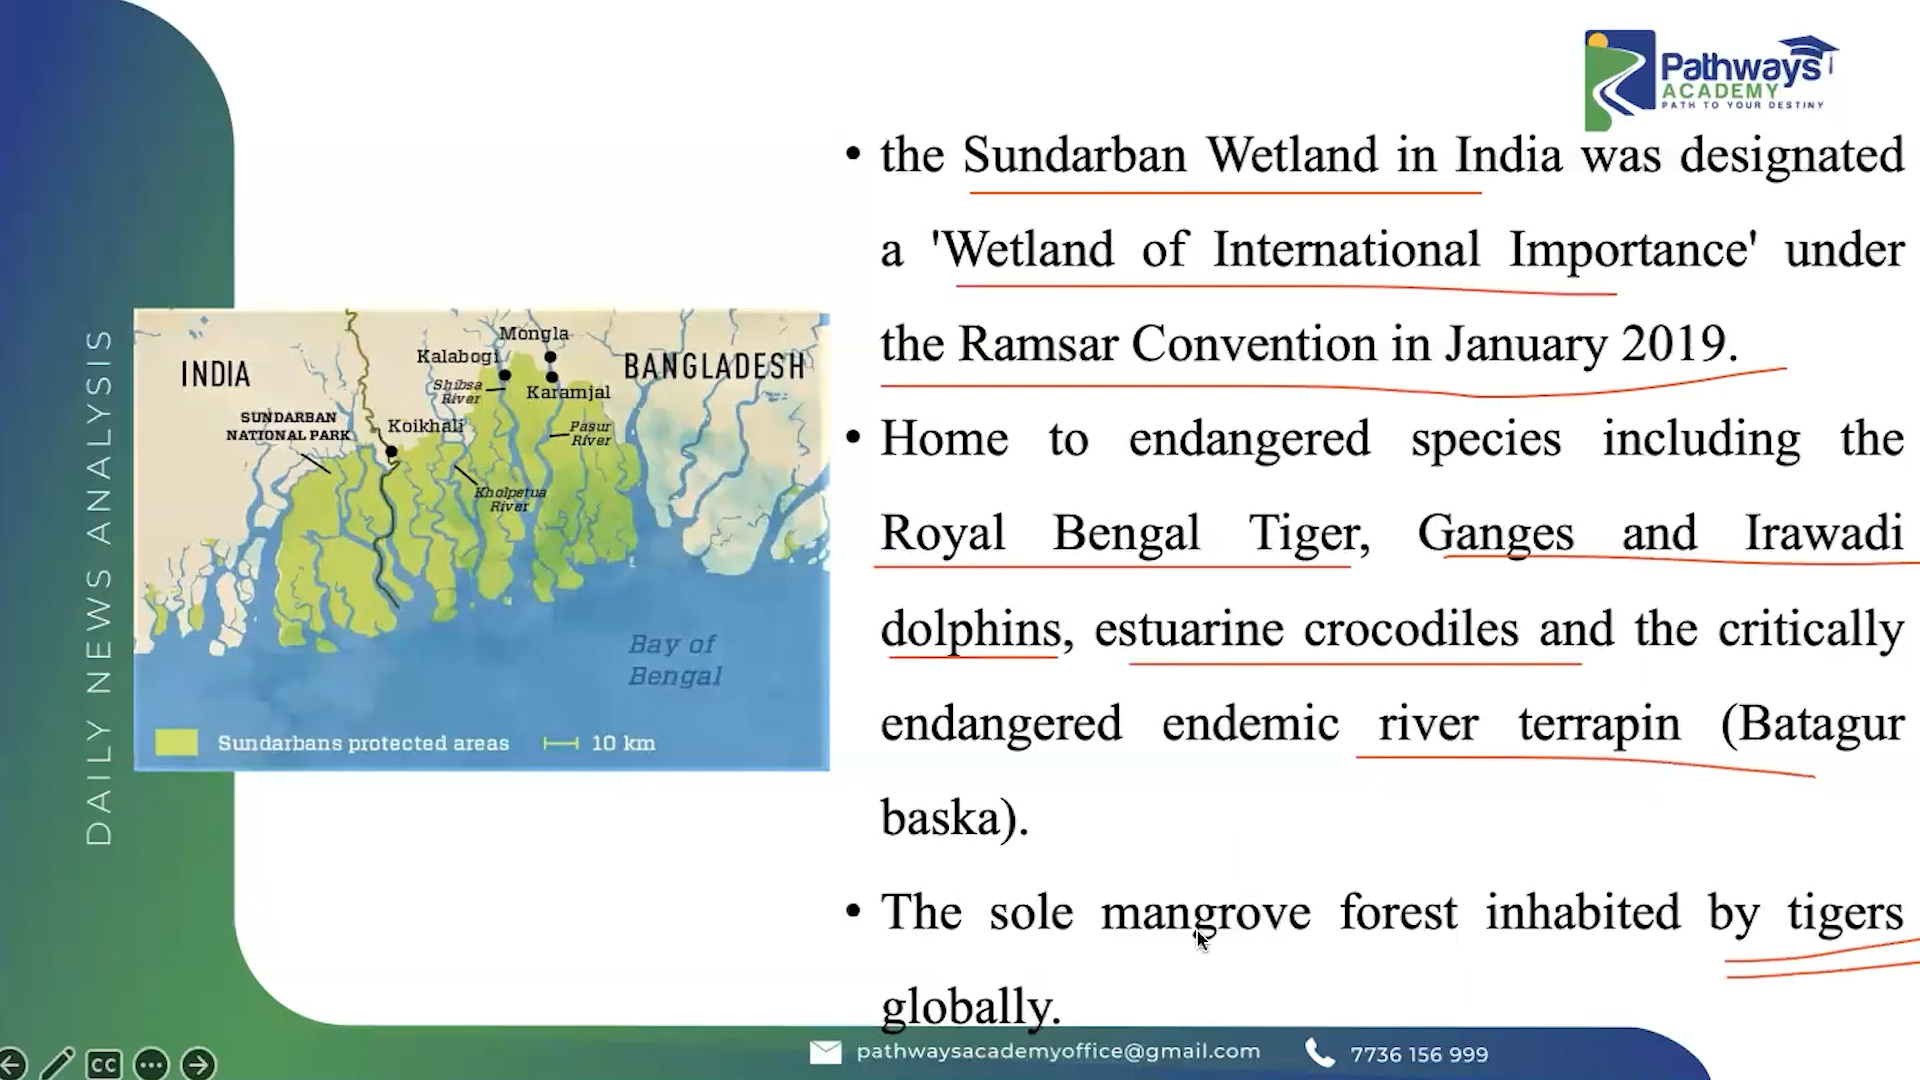 Pathways
ACADEMY
PATH TO YOUR DESTINY
• the Sundarban Wetland in India was designated
a 'Wetland of International Importance' under
the Ramsar Convention in January 2019.
• Home to endangered species including the
Royal Bengal Tiger, Ganges and Irawadi
dolphins, estuarine crocodiles and the critically
endangered endemic river terrapin (Batagur
baska).
• The sole mangrove forest inhabited by tigers
globally.
DAILY NEWS ANALYSIS
INDIA
BANGLADESH
Mongla
Kalabogi
Shibsa
River
Karamjal
SUNDARBAN
NATIONAL PARK
Koikhali
Pasur
River
Kholpetua
River
Bay of
Bengal
Sundarbans protected areas
10 km
CC
pathwaysacademyoffice@gmail.com
7736 156 999